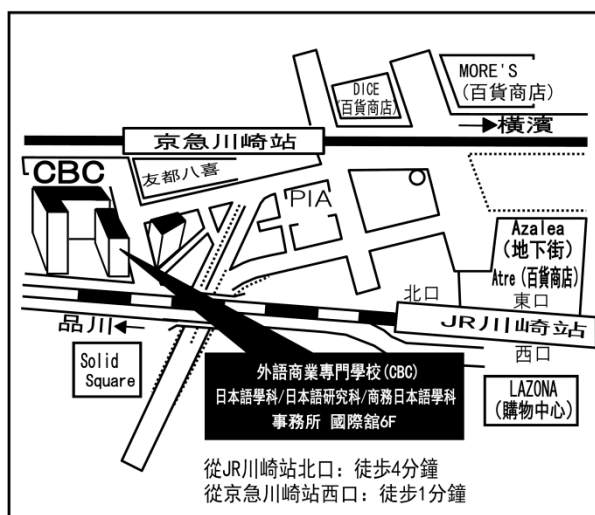 MORE'S
(百貨商店)
DICE
(百貨商店)
京急川崎站
→橫濱
CBC
友都八喜
PIA
Azalea
(地下街)
Atre(百貨商店)
北口
東口
JR川崎站
品川←
西口
Solid
Square
LAZONA
(購物中心)
外語商業專門學校(CBC)
日本語學科/日本語研究科/商務日本語學科
事務所 國際舘6F
從JR川崎站北口: 徒步4分鐘
從京急川崎站西口: 徒步1分鐘